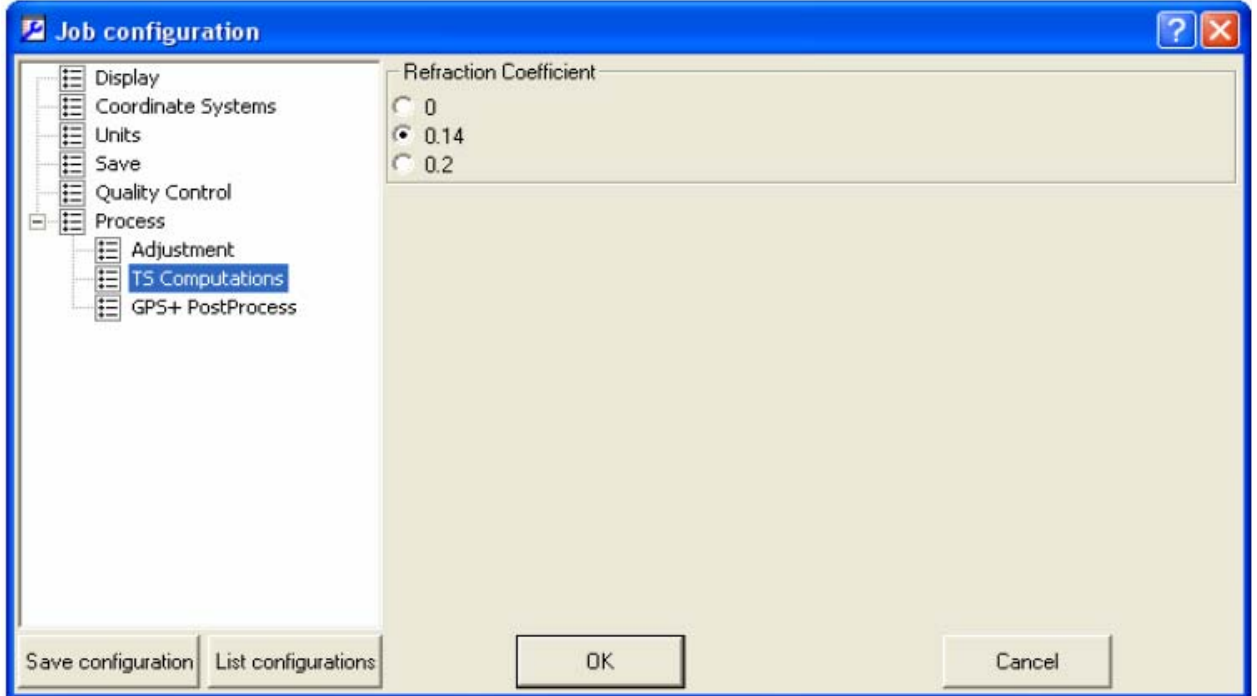 Job configuration
Display
Coordinate Systems
Units
Save
Quality Control
Process
Adjustment
TS Computations
GPS+ PostProcess
Refraction Coefficient
0
0.14
0.2
Save configuration
List configurations
OK
Cancel